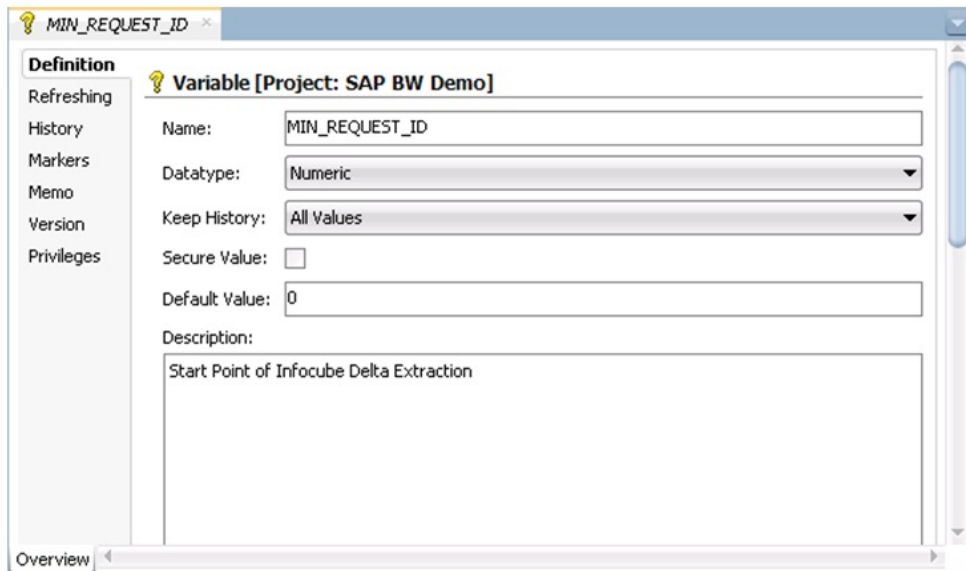 MIN_REQUEST_ID
Definition
Refreshing
History
Markers
Memo
Version
Privileges
Variable [Project: SAP BW Demo]
Name: MIN_REQUEST_ID
Datatype: Numeric
Keep History: All Values
Secure Value:
Default Value: 0
Description:
Start Point of Infocube Delta Extraction
Overview